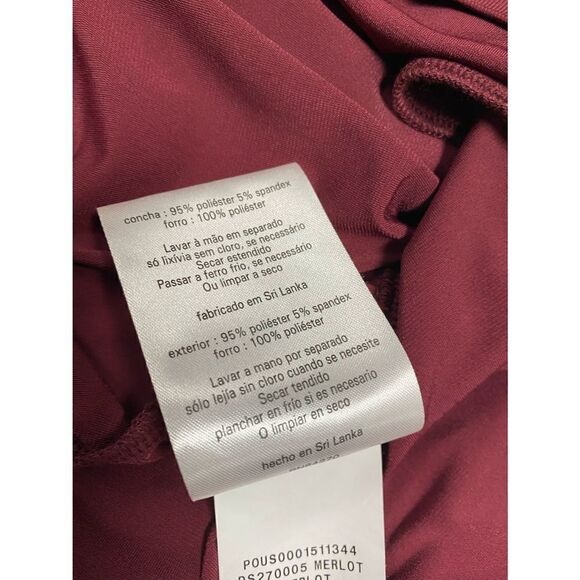 concha : 95% poliéster 5% spandex
forro : 100% poliéster
Lavar à mão em separado
só lixívia sem cloro, se necessário
Secar estendido
Passar a ferro frio, se necessário
Ou limpar a seco
fabricado em Sri Lanka
exterior : 95% poliéster 5% spandex
forro : 100% poliéster
Lavar a mano por separado
sólo lejía sin cloro cuando se necesite
Secar tendido
planchar en frío si es necesario
O limpiar en seco
hecho en Sri Lanka
POUS0001511344
DS270005 MERLOT
MERLOT